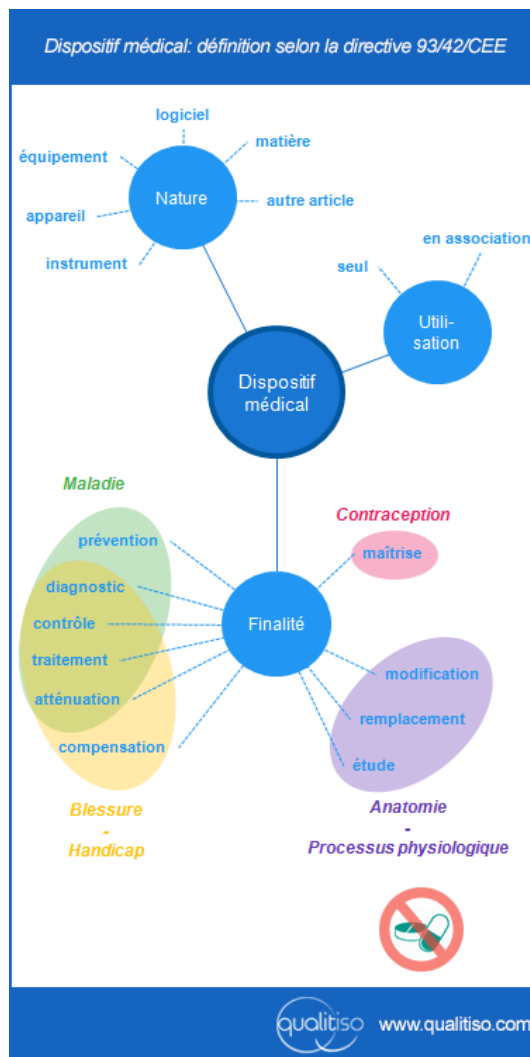 Dispositif médical: définition selon la directive 93/42/CEE
logiciel
matière
équipement
Nature
autre article
appareil
instrument
en association
seul
Utili-
sation
Dispositif
médical
Maladie
Contraception
prévention
maîtrise
diagnostic
contrôle
Finalité
traitement
modification
atténuation
remplacement
compensation
étude
Blessure
-
Handicap
Anatomie
-
Processus physiologique
qualitiso
www.qualitiso.com